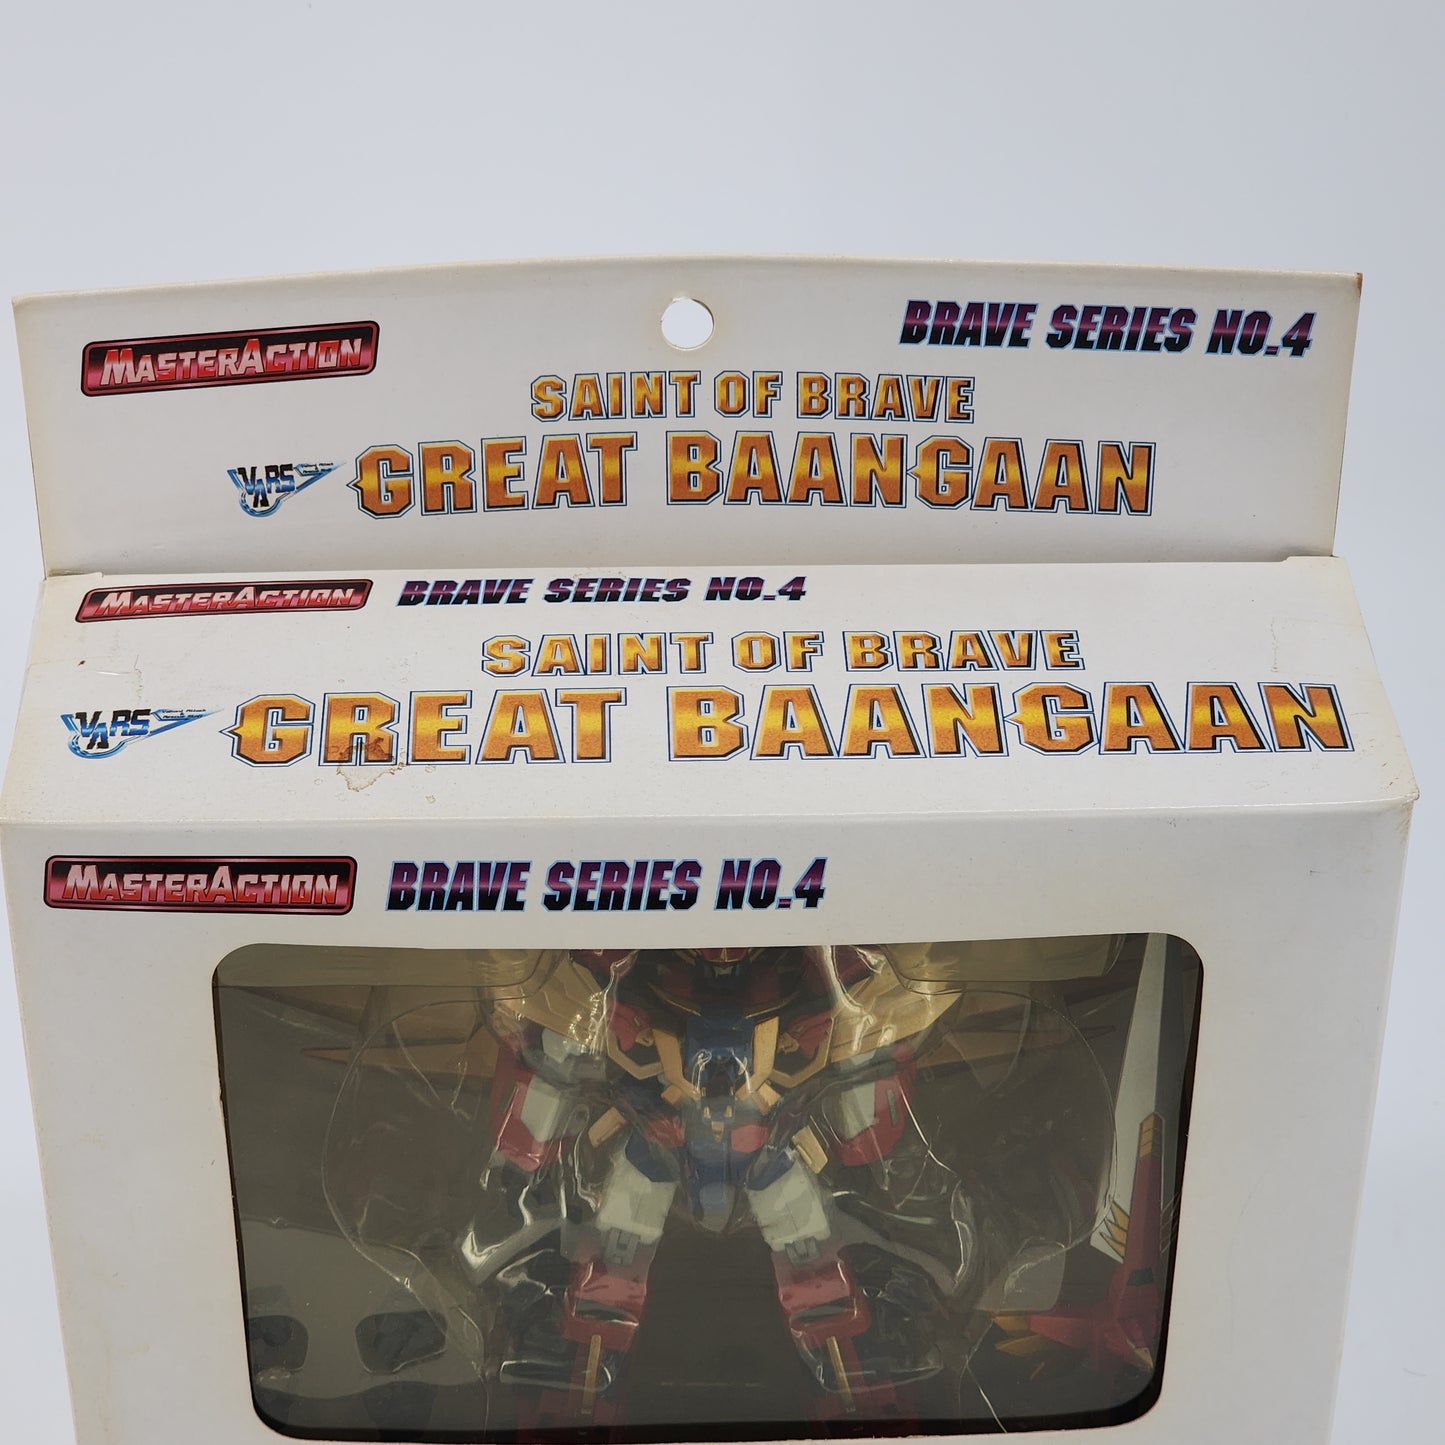 MASTERACTION
BRAVE SERIES NO.4
SAINT OF BRAVE
VARS
GREAT BAANGAAN
MASTERACTION BRAVE SERIES NO.4
SAINT OF BRAVE
VARS
GREAT BAANGAAN
MASTERACTION BRAVE SERIES NO.4